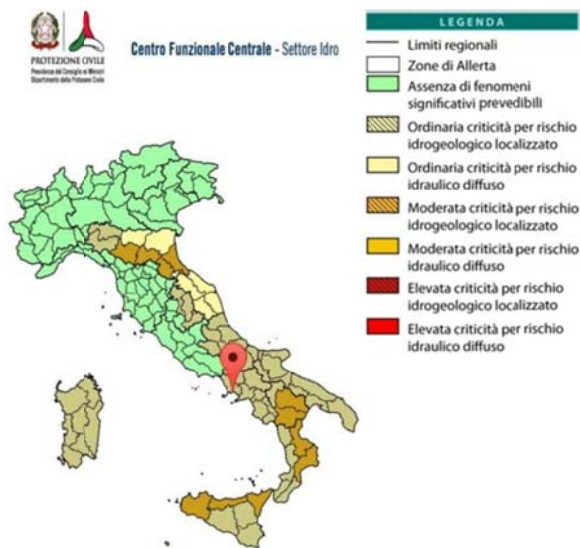 PROTEZIONE CIVILE
Presidenza del Consiglio dei Ministri
Dipartimento della Protezione Civile
Centro Funzionale Centrale - Settore Idro
LEGENDA
Limiti regionali
Zone di Allerta
Assenza di fenomeni
significativi prevedibili
Ordinaria criticità per rischio
idrogeologico localizzato
Ordinaria criticità per rischio
idraulico diffuso
Moderata criticità per rischio
idrogeologico localizzato
Moderata criticità per rischio
idraulico diffuso
Elevata criticità per rischio
idrogeologico localizzato
Elevata criticità per rischio
idraulico diffuso